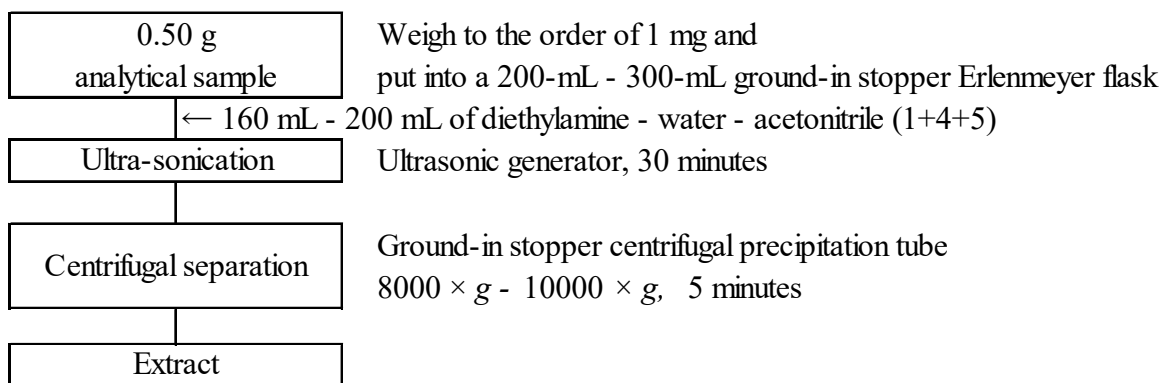 0.50 g
analytical sample
Weigh to the order of 1 mg and
put into a 200-mL - 300-mL ground-in stopper Erlenmeyer flask
← 160 mL - 200 mL of diethylamine - water - acetonitrile (1+4+5)
Ultra-sonication
Ultrasonic generator, 30 minutes
Centrifugal separation
Ground-in stopper centrifugal precipitation tube
8000 × g - 10000 × g, 5 minutes
Extract